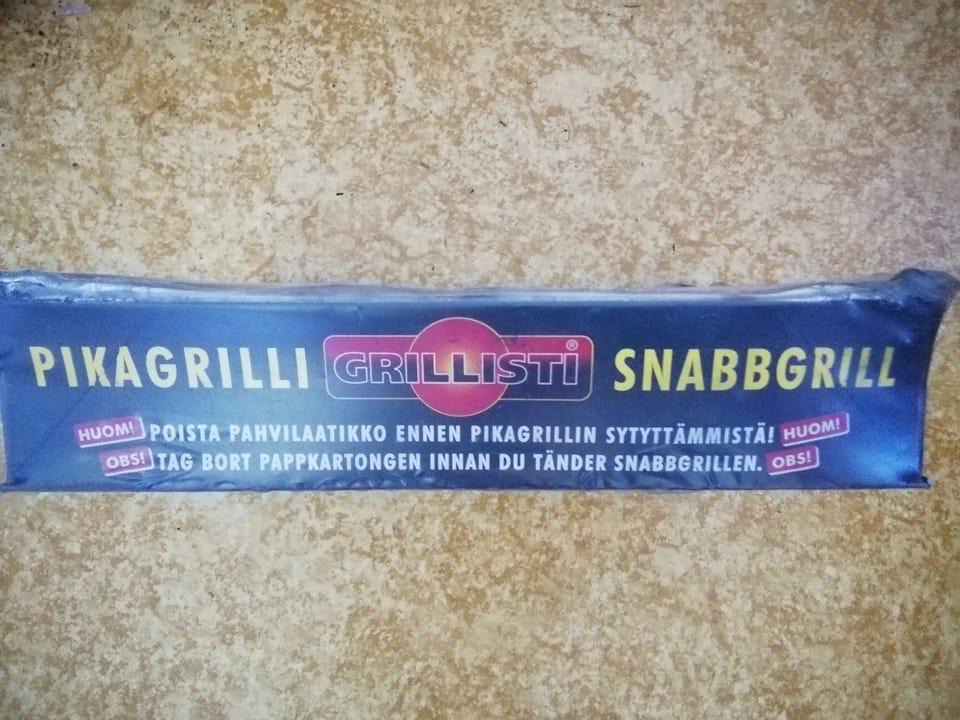 PIKAGRILLI GRILLISTI® SNABBGRILL
HUOM! POISTA PAHVILAATIKKO ENNEN PIKAGRILLIN SYTYTTÄMMISTÄ! HUOM!
OBS! TAG BORT PAPPKARTONGEN INNAN DU TÄNDER SNABBGRILLEN. OBS!